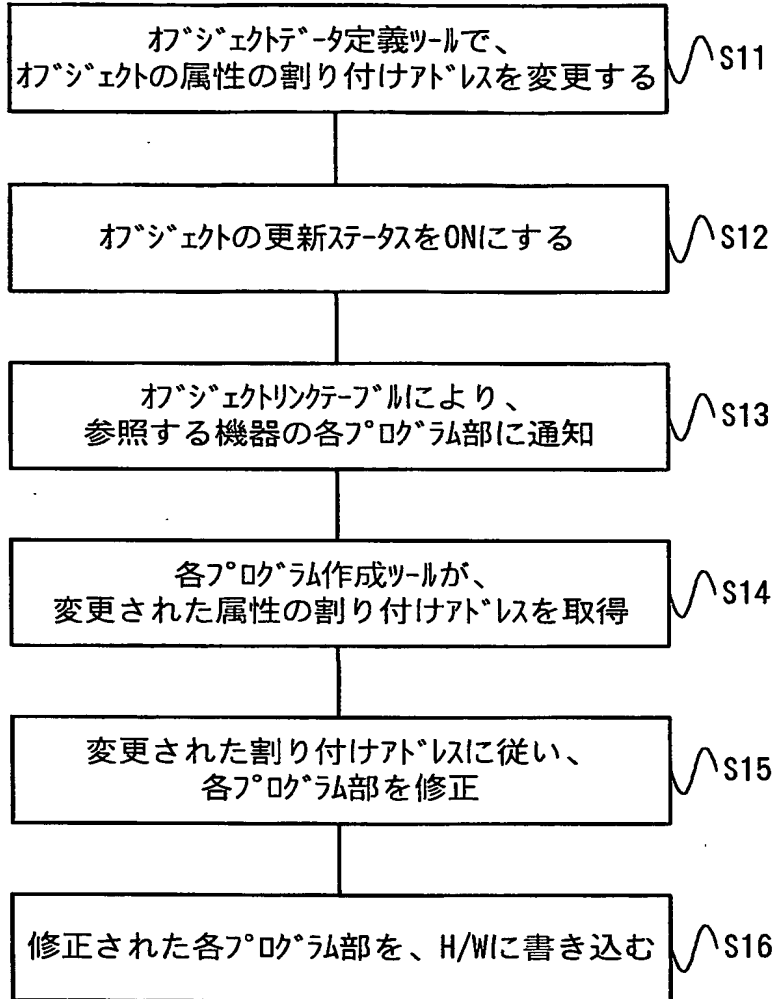 ｵﾌﾞｼﾞｪｸﾄﾃﾞｰﾀ定義ﾂｰﾙで、
ｵﾌﾞｼﾞｪｸﾄの属性の割り付けｱﾄﾞﾚｽを変更する
S11
ｵﾌﾞｼﾞｪｸﾄの更新ｽﾃｰﾀｽをONにする
S12
ｵﾌﾞｼﾞｪｸﾄﾘﾝｸﾃｰﾌﾞﾙにより、
参照する機器の各ﾌﾟﾛｸﾞﾗﾑ部に通知
S13
各ﾌﾟﾛｸﾞﾗﾑ作成ﾂｰﾙが、
変更された属性の割り付けｱﾄﾞﾚｽを取得
S14
変更された割り付けｱﾄﾞﾚｽに従い、
各ﾌﾟﾛｸﾞﾗﾑ部を修正
S15
修正された各ﾌﾟﾛｸﾞﾗﾑ部を、H/Wに書き込む
S16